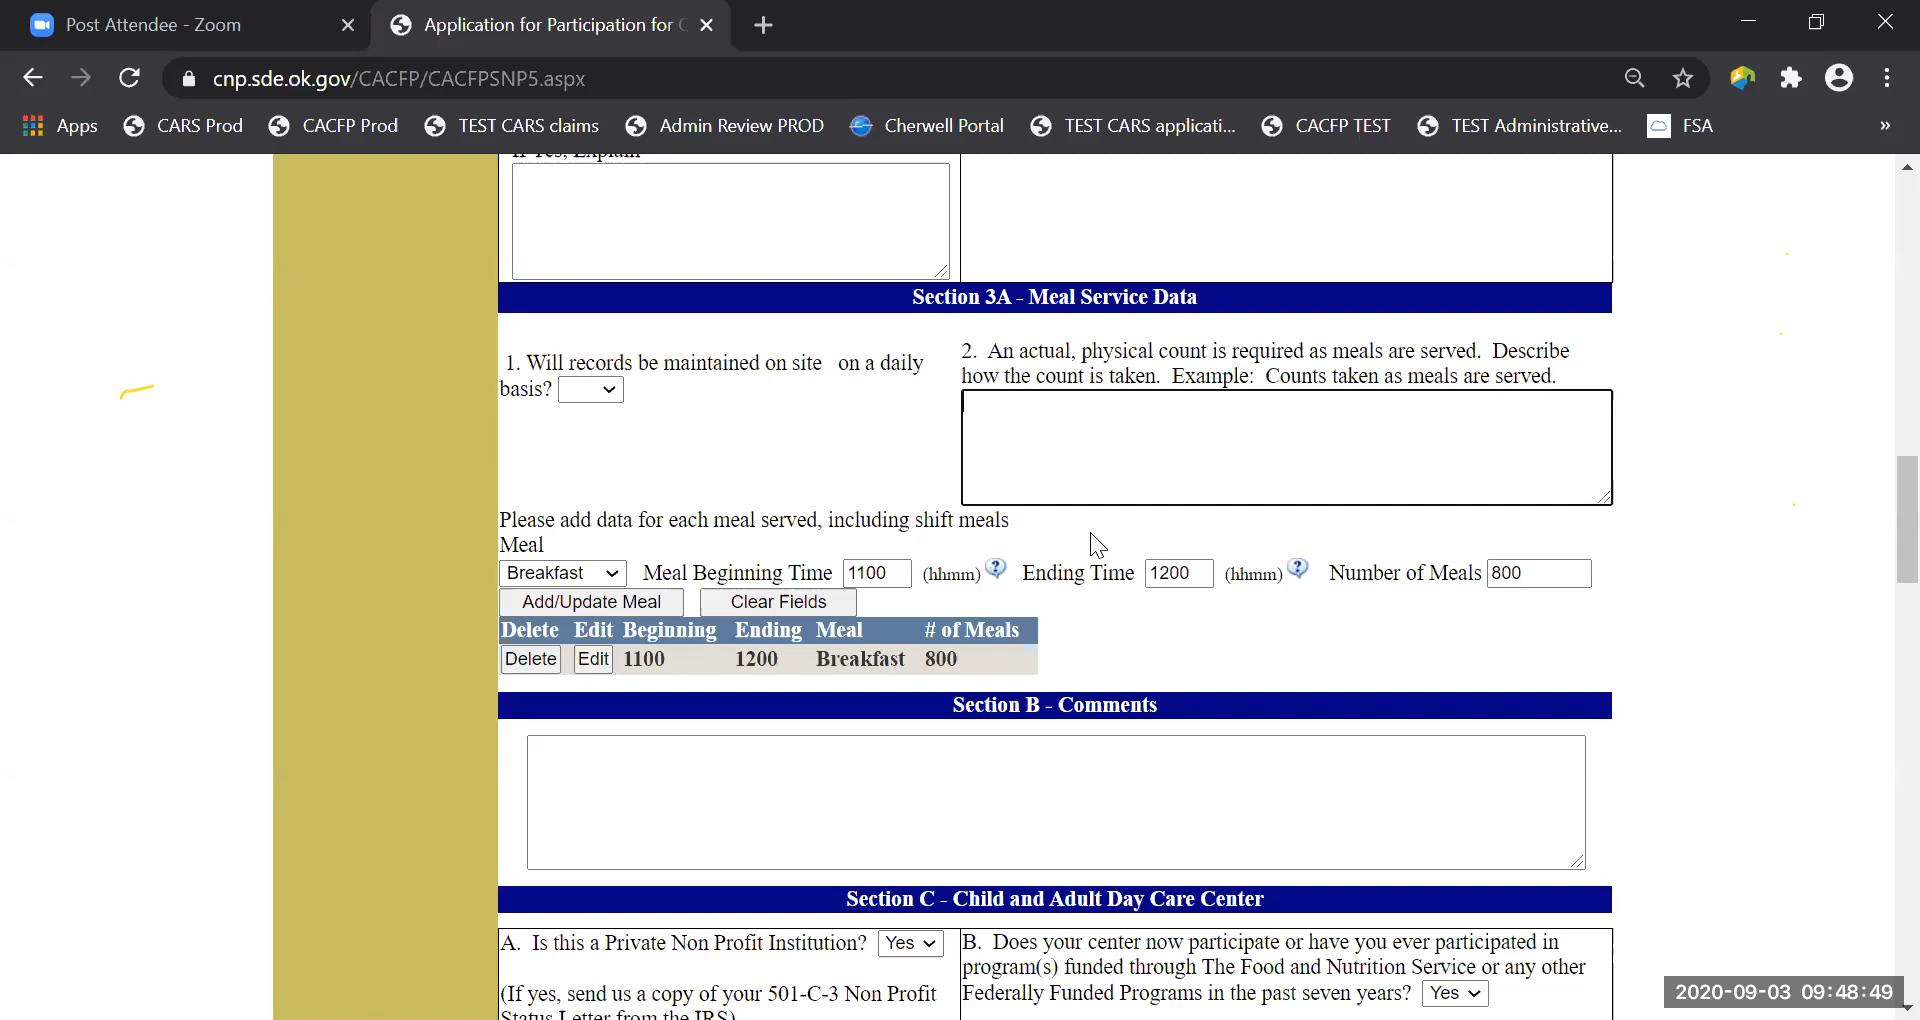 Post Attendee - Zoom
Application for Participation for C
cnp.sde.ok.gov/CACFP/CACFPSNP5.aspx
Apps CARS Prod CACFP Prod TEST CARS claims Admin Review PROD Cherwell Portal TEST CARS applicati... CACFP TEST TEST Administrative... FSA »
If Yes, Explain
Section 3A - Meal Service Data
1. Will records be maintained on site on a daily
basis?
2. An actual, physical count is required as meals are served. Describe
how the count is taken. Example: Counts taken as meals are served.
Please add data for each meal served, including shift meals
Meal
Breakfast Meal Beginning Time 1100 (hhmm) Ending Time 1200 (hhmm) Number of Meals 800
Add/Update Meal Clear Fields
Delete Edit Beginning Ending Meal # of Meals
Delete Edit 1100 1200 Breakfast 800
Section B - Comments
Section C - Child and Adult Day Care Center
A. Is this a Private Non Profit Institution? Yes
(If yes, send us a copy of your 501-C-3 Non Profit
Status Letter from the IRS)
B. Does your center now participate or have you ever participated in
program(s) funded through The Food and Nutrition Service or any other
Federally Funded Programs in the past seven years? Yes
2020-09-03 09:48:49